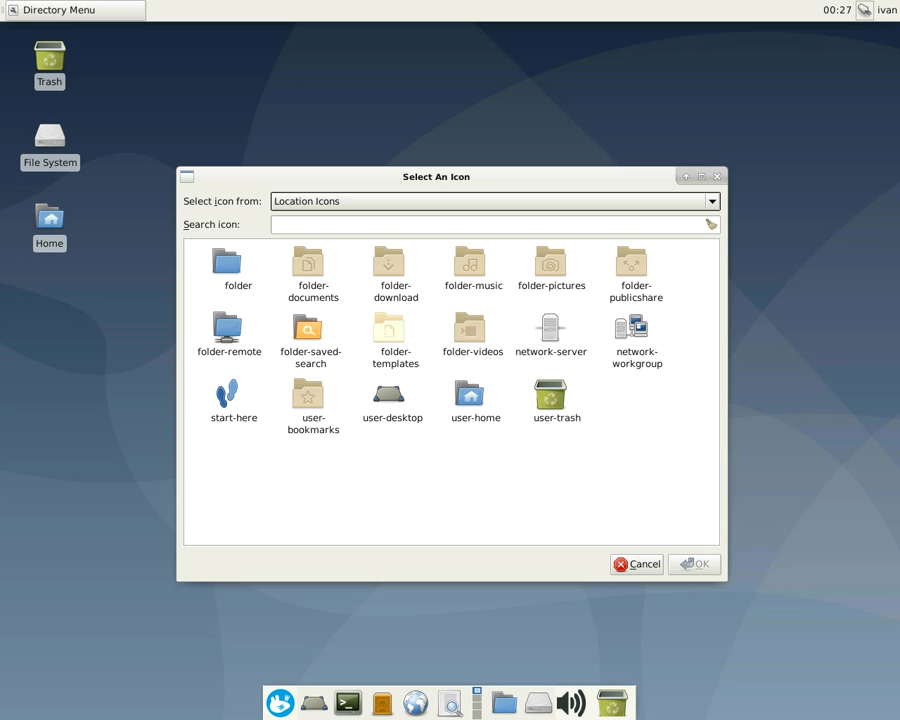 Directory Menu
00:27
ivan
Trash
File System
Home
Select An Icon
Select icon from:
Location Icons
Search icon:
folder
folder-
documents
folder-
download
folder-music
folder-pictures
folder-
publicshare
folder-remote
folder-saved-
search
folder-
templates
folder-videos
network-server
network-
workgroup
start-here
user-
bookmarks
user-desktop
user-home
user-trash
Cancel
OK